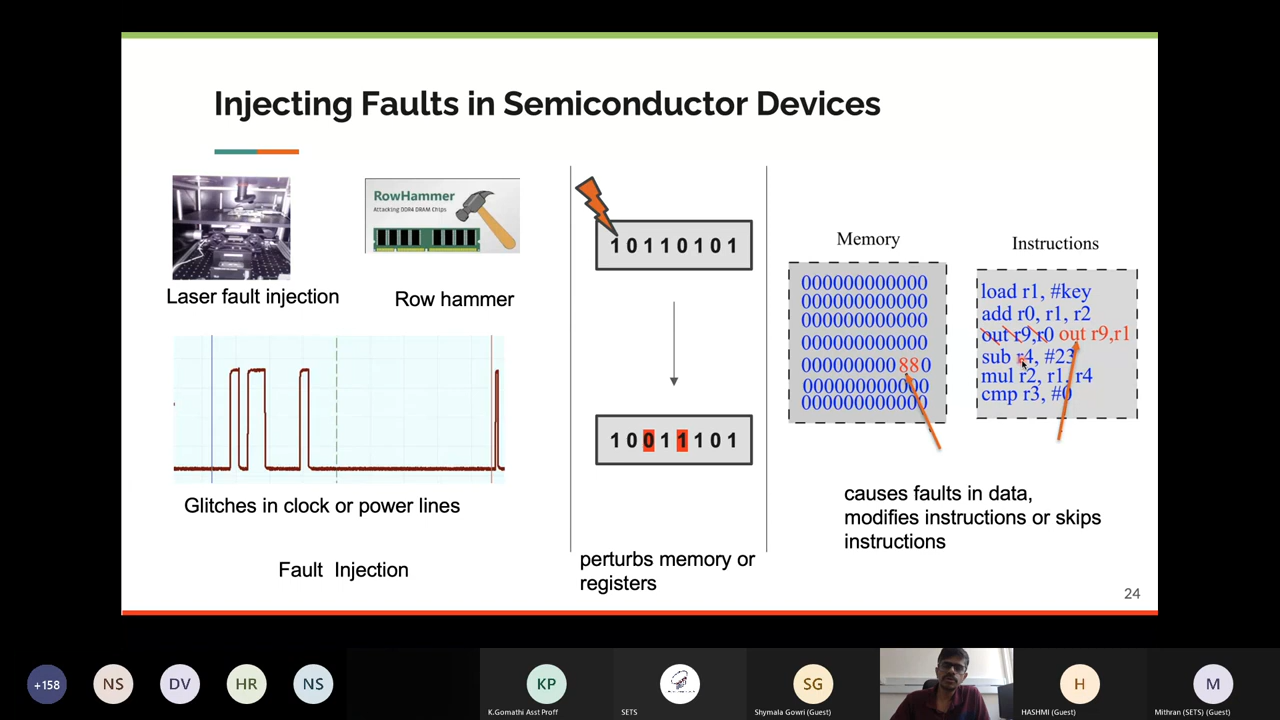 Injecting Faults in Semiconductor Devices
RowHammer
Attacking DDR4 DRAM Chips
Laser fault injection
Row hammer
Glitches in clock or power lines
Fault Injection
10110101
10011101
perturbs memory or
registers
Memory
000000000000
000000000000
000000000000
000000000000
000000000880
000000000000
000000000000
Instructions
load r1, #key
add r0, r1, r2
out r9,r0 out r9,r1
sub r4, #23
mul r2, r1, r4
cmp r3, #0
causes faults in data,
modifies instructions or skips
instructions
24
+158
NS
DV
HR
NS
KP
K.Gomathi Asst Proff
SETS
SG
Shymala Gowri (Guest)
H
HASHMI (Guest)
M
Mithran (SETS) (Guest)